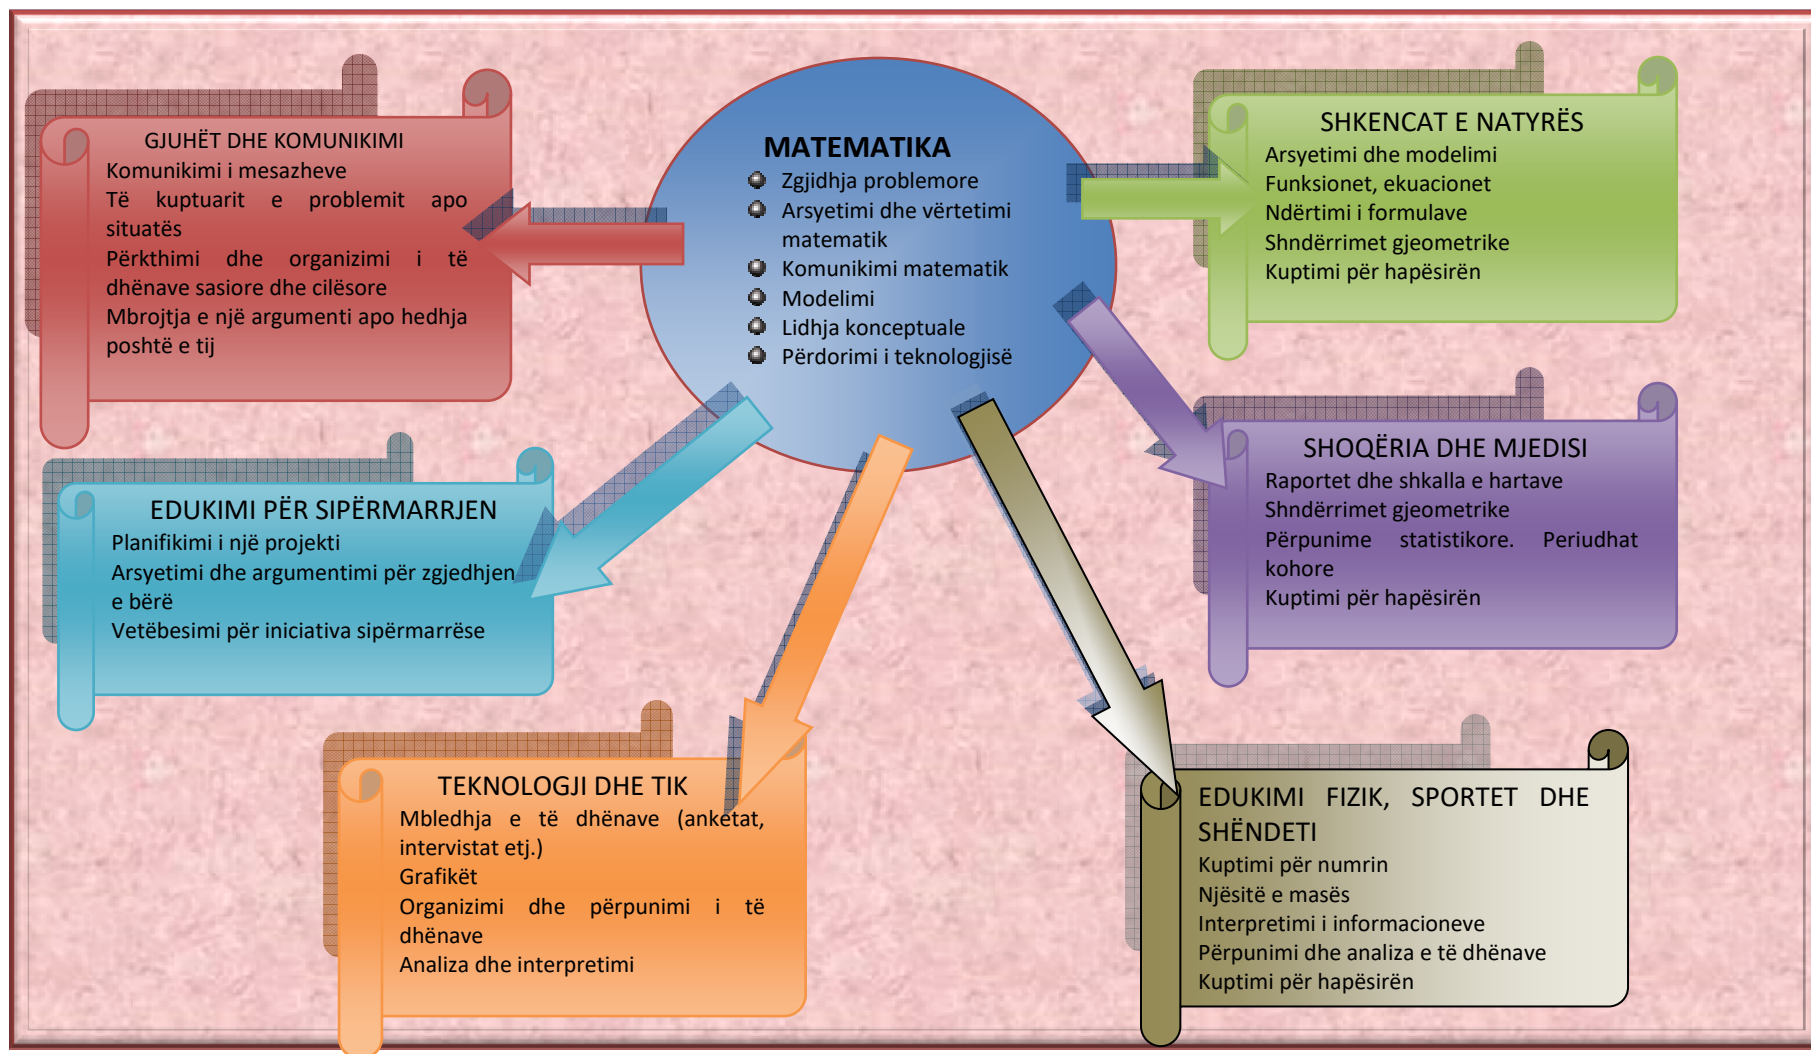 MATEMATIKA
Zgjidhja problemore
Arsyetimi dhe vërtetimi
matematik
Komunikimi matematik
Modelimi
Lidhja konceptuale
Përdorimi i teknologjisë
GJUHËT DHE KOMUNIKIMI
Komunikimi i mesazheve
Të kuptuarit e problemit apo
situatës
Përkthimi dhe organizimi i të
dhënave sasiore dhe cilësore
Mbrojtja e një argumenti apo hedhja
poshtë e tij
SHKENCAT E NATYRËS
Arsyetimi dhe modelimi
Funksionet, ekuacionet
Ndërtimi i formulave
Shndërrimet gjeometrike
Kuptimi për hapësirën
EDUKIMI PËR SIPËRMARRJEN
Planifikimi i një projekti
Arsyetimi dhe argumentimi për zgjedhjen
e bërë
Vetëbesimi për iniciativa sipërmarrëse
SHOQËRIA DHE MJEDISI
Raportet dhe shkalla e hartave
Shndërrimet gjeometrike
Përpunime statistikore. Periudhat
kohore
Kuptimi për hapësirën
TEKNOLOGJI DHE TIK
Mbledhja e të dhënave (anketat,
intervistat etj.)
Grafikët
Organizimi dhe përpunimi i të
dhënave
Analiza dhe interpretimi
EDUKIMI FIZIK, SPORTET DHE
SHËNDETI
Kuptimi për numrin
Njësitë e masës
Interpretimi i informacioneve
Përpunimi dhe analiza e të dhënave
Kuptimi për hapësirën